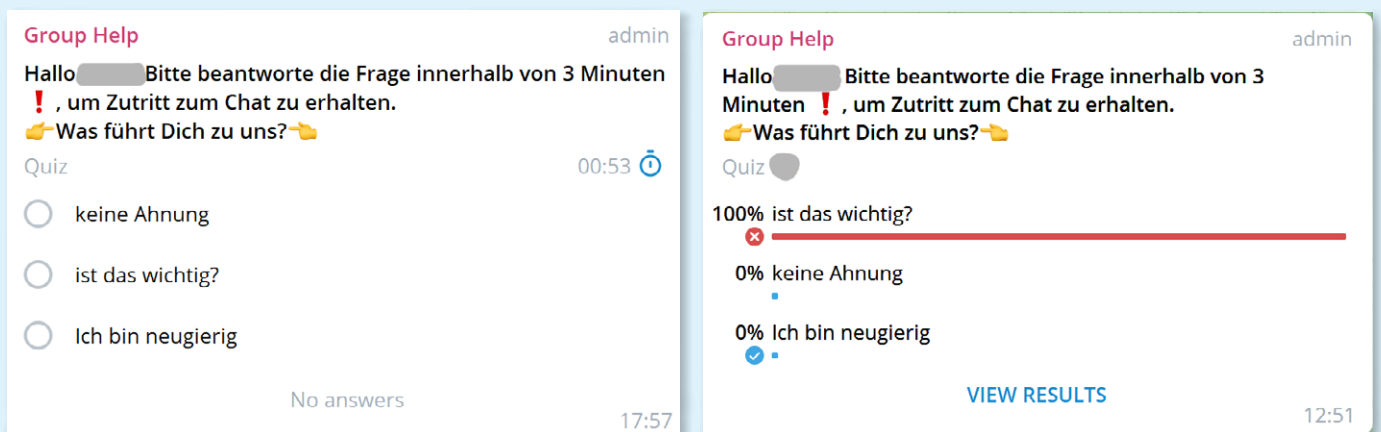 Group Help admin
Hallo Bitte beantworte die Frage innerhalb von 3 Minuten
❗ , um Zutritt zum Chat zu erhalten.
👉Was führt Dich zu uns?👈
Quiz 00:53
keine Ahnung
ist das wichtig?
Ich bin neugierig
No answers
17:57
Group Help admin
Hallo Bitte beantworte die Frage innerhalb von 3
Minuten ❗ , um Zutritt zum Chat zu erhalten.
👉Was führt Dich zu uns?👈
Quiz
100% ist das wichtig?
0% keine Ahnung
0% Ich bin neugierig
VIEW RESULTS
12:51